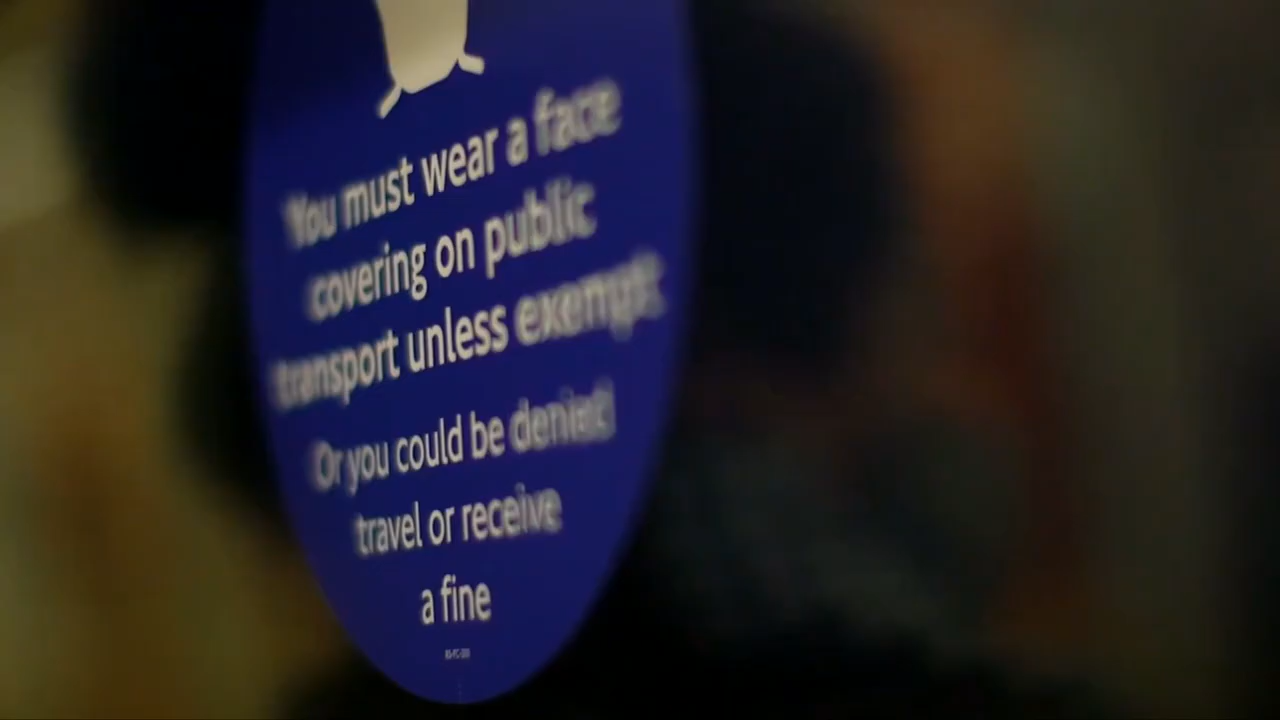 You must wear a face
covering on public
transport unless exempt
Or you could be denied
travel or receive
a fine